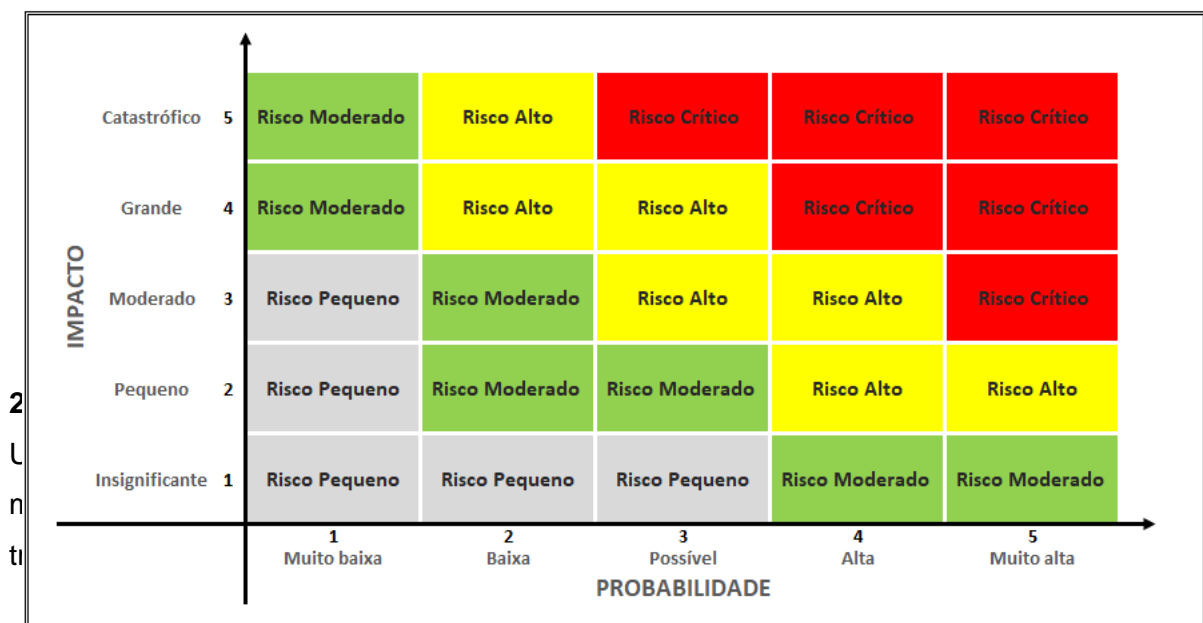 Catastrófico 5 Risco Moderado Risco Alto Risco Crítico Risco Crítico Risco Crítico
Grande 4 Risco Moderado Risco Alto Risco Alto Risco Crítico Risco Crítico
IMPACTO
Moderado 3 Risco Pequeno Risco Moderado Risco Alto Risco Alto Risco Crítico
Pequeno 2 Risco Pequeno Risco Moderado Risco Moderado Risco Alto Risco Alto
Insignificante 1 Risco Pequeno Risco Pequeno Risco Pequeno Risco Moderado Risco Moderado
1 2 3 4 5
Muito baixa Baixa Possível Alta Muito alta
PROBABILIDADE
2